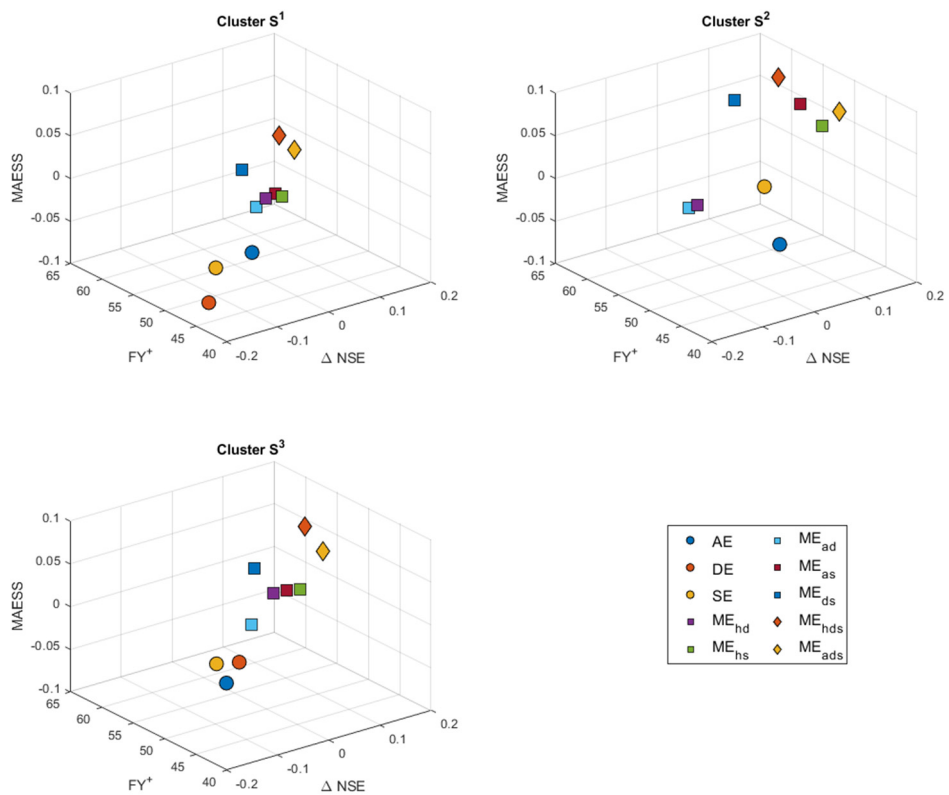 Cluster S¹
0.1
0.05
0
-0.05
-0.1
MAESS
65
60
55
50
45
40
FY⁺
-0.2
-0.1
0
0.1
0.2
Δ NSE
Cluster S²
0.1
0.05
0
-0.05
-0.1
MAESS
65
60
55
50
45
40
FY⁺
-0.2
-0.1
0
0.1
0.2
Δ NSE
Cluster S³
0.1
0.05
0
-0.05
-0.1
MAESS
65
60
55
50
45
40
FY⁺
-0.2
-0.1
0
0.1
0.2
Δ NSE
AE
DE
SE
ME_hd
ME_hs
ME_ad
ME_as
ME_ds
ME_hds
ME_ads